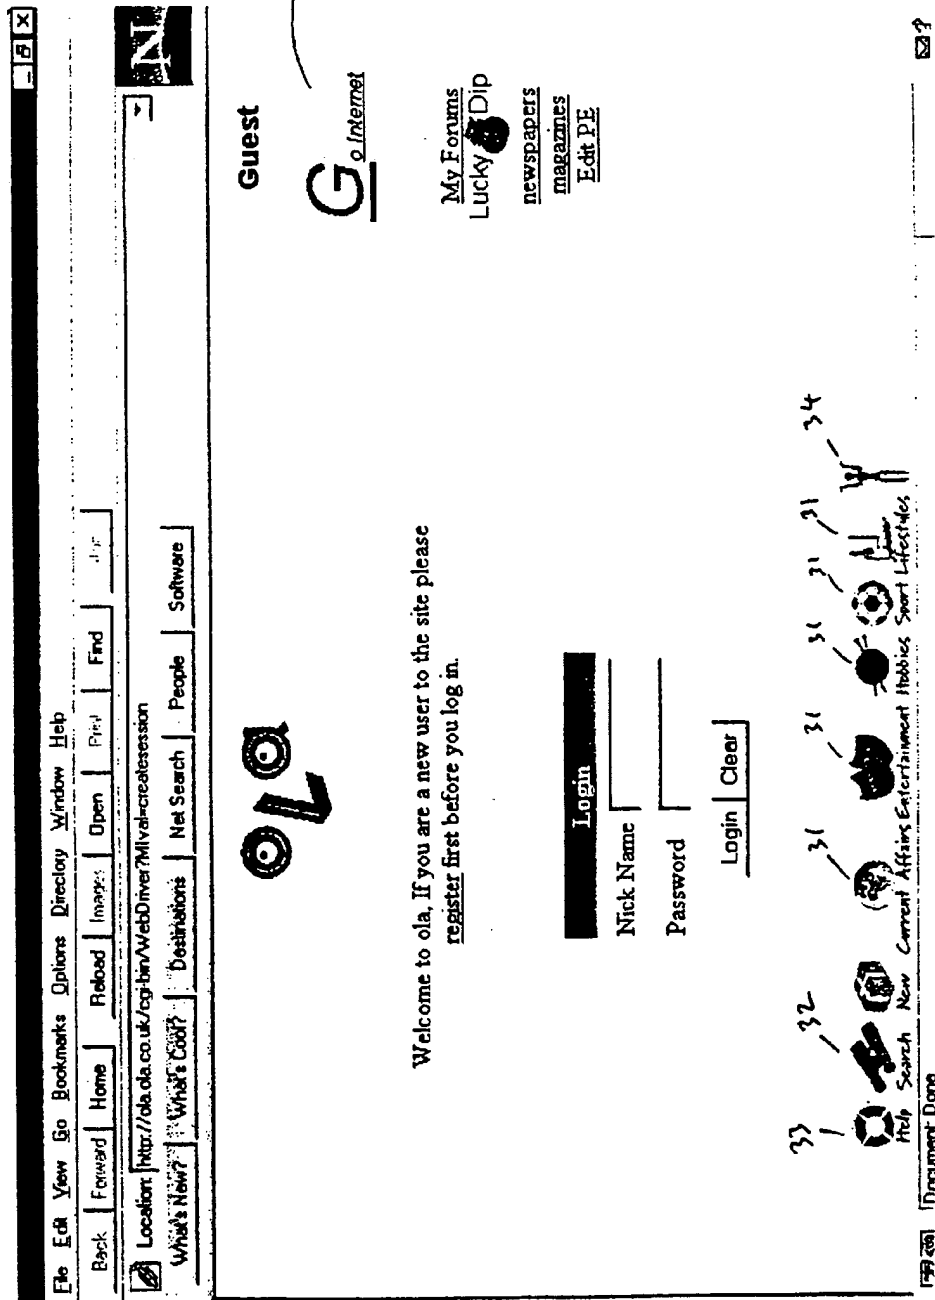 File Edit View Go Bookmarks Options Directory Window Help
Back Forward Home Reload Images Open Print Find
Location: http://ola.ola.co.uk/cgi-bin/WebDriver?MIval=createsession
What's New? What's Cool? Destinations Net Search People Software
N
ola
Guest
Go Internet
Welcome to ola, If you are a new user to the site please
register first before you log in.
My Forums
Lucky Dip
newspapers
magazines
Edit PE
Login
Nick Name
Password
Login Clear
33 32 31 31 31 31 31 34
Help Search New Current Affairs Entertainment Hobbies Sport Lifestyles
Document: Done